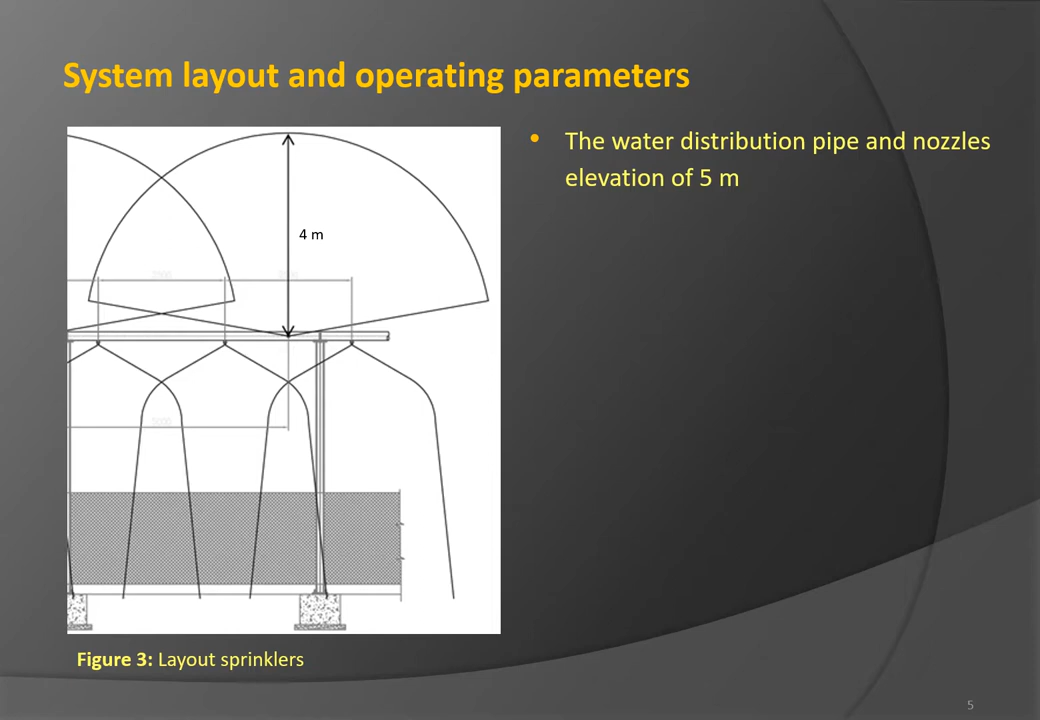 System layout and operating parameters
• The water distribution pipe and nozzles
elevation of 5 m
4 m
5000
Figure 3: Layout sprinklers
5